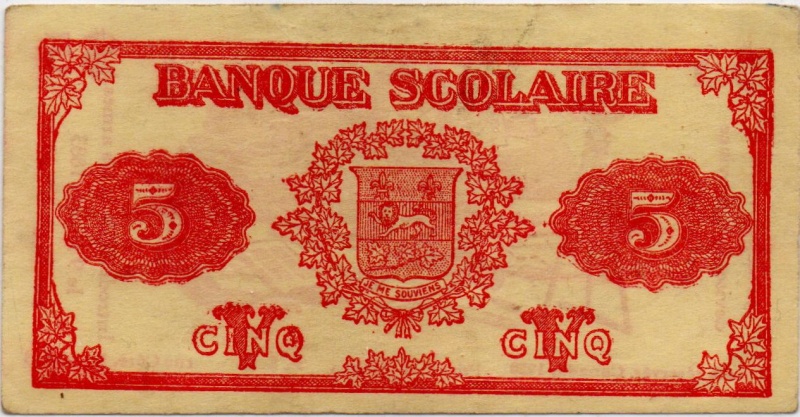 BANQUE SCOLAIRE
5 5
JE ME SOUVIENS
V V
CINQ CINQ